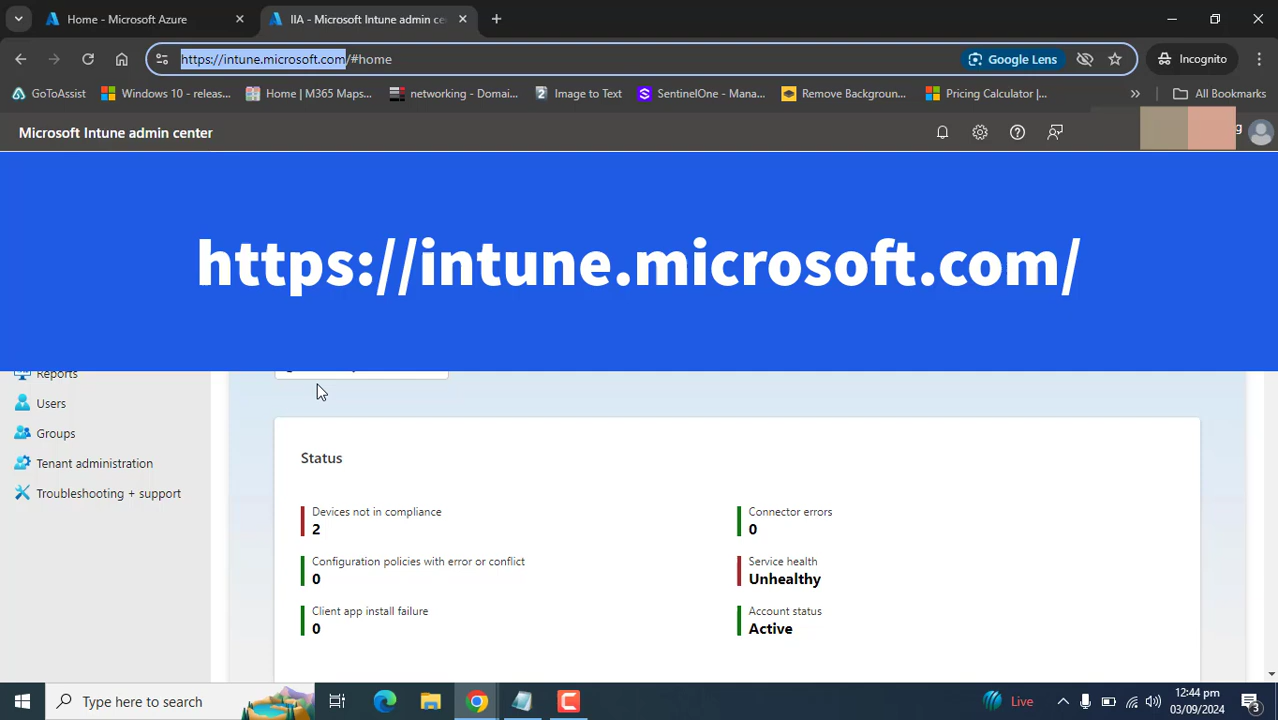 Home - Microsoft Azure
IIA - Microsoft Intune admin ce
https://intune.microsoft.com/#home
Google Lens
Incognito
GoToAssist
Windows 10 - releas...
Home | M365 Maps...
networking - Domai...
Image to Text
SentinelOne - Mana...
Remove Backgroun...
Pricing Calculator |...
All Bookmarks
Microsoft Intune admin center
g
https://intune.microsoft.com/
Reports
Users
Groups
Tenant administration
Troubleshooting + support
Status
Devices not in compliance
2
Connector errors
0
Configuration policies with error or conflict
0
Service health
Unhealthy
Client app install failure
0
Account status
Active
Type here to search
Live
12:44 pm
03/09/2024
3